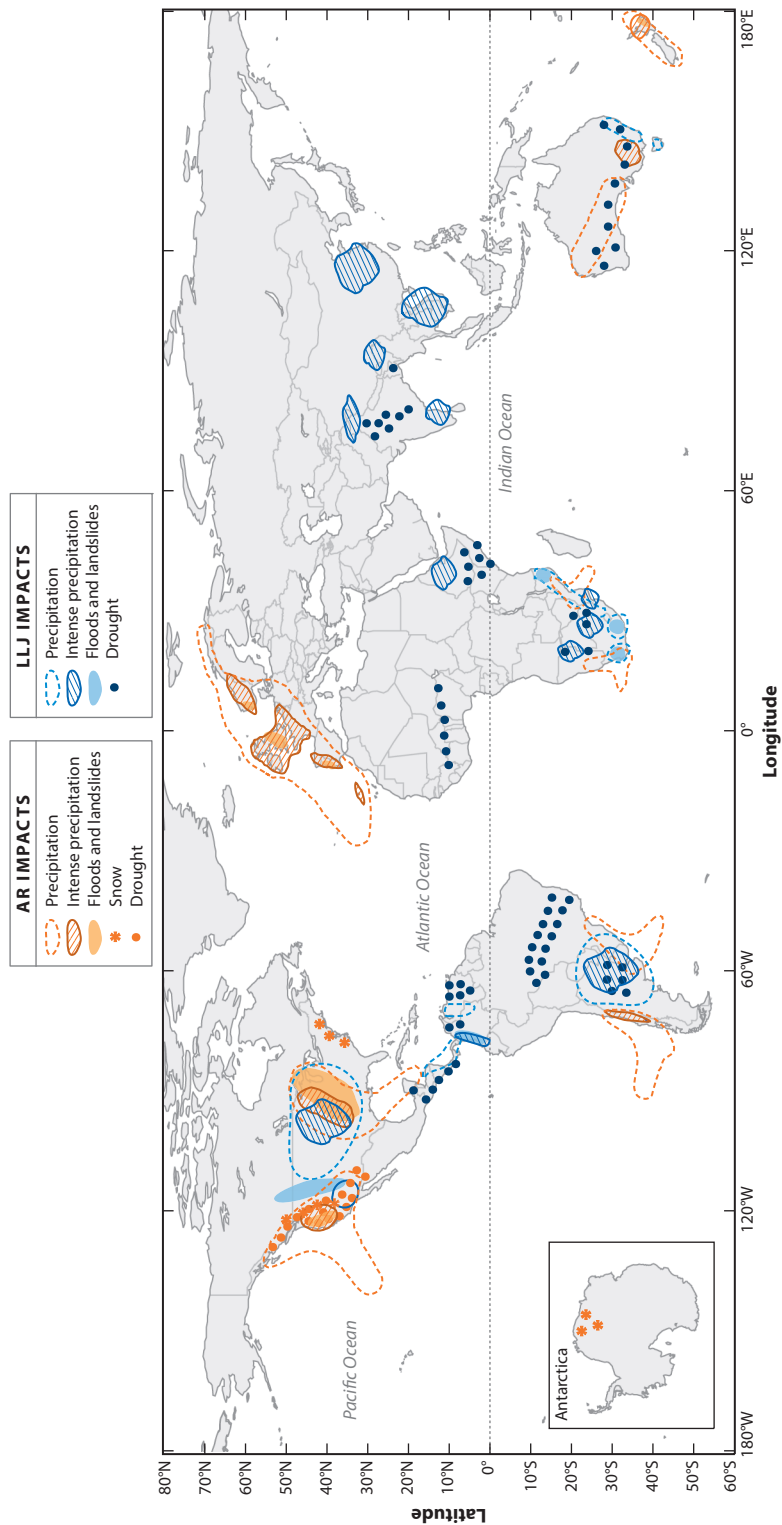 AR IMPACTS
Precipitation
Intense precipitation
Floods and landslides
Snow
Drought
LLJ IMPACTS
Precipitation
Intense precipitation
Floods and landslides
Drought
80°N
70°N
60°N
50°N
40°N
30°N
20°N
10°N
0°
10°S
20°S
30°S
40°S
50°S
60°S
Latitude
Pacific Ocean
Atlantic Ocean
Indian Ocean
Antarctica
180°W
120°W
60°W
0°
60°E
120°E
180°E
Longitude